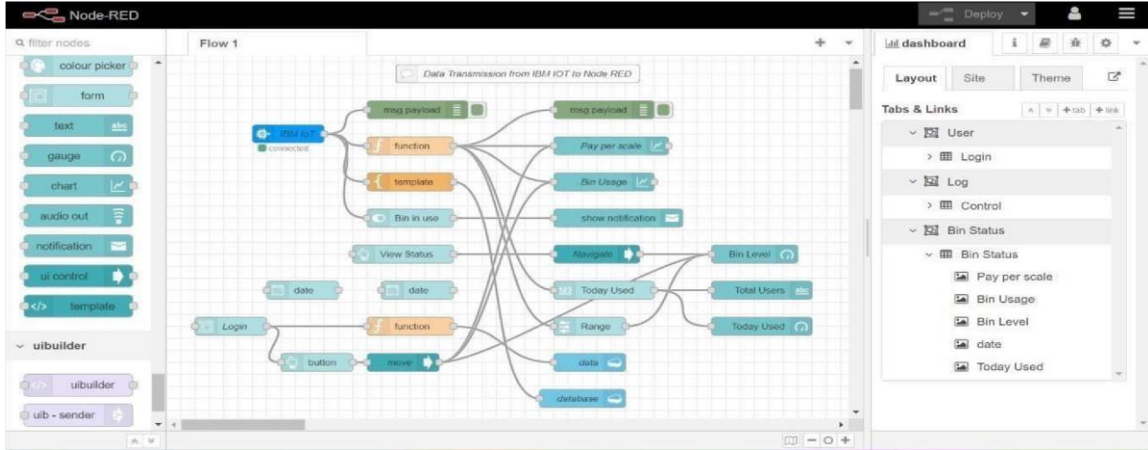 Node-RED
Deploy
filter nodes
Flow 1
dashboard
i
colour picker
form
text
abc
gauge
chart
audio out
notification
ui control
template
</>
uibuilder
uibuilder
</>
uib - sender
Data Transmission from IBM IOT to Node RED
msg.payload
msg.payload
IBM IoT
connected
function
Pay per scale
template
Bin Usage
Bin in use
show notification
View Status
Navigate
Bin Level
date
date
123
Today Used
Total Users
abc
Login
function
Range
Today Used
button
move
data
database
Layout
Site
Theme
Tabs & Links
+tab
+link
User
Login
Log
Control
Bin Status
Bin Status
Pay per scale
Bin Usage
Bin Level
date
Today Used